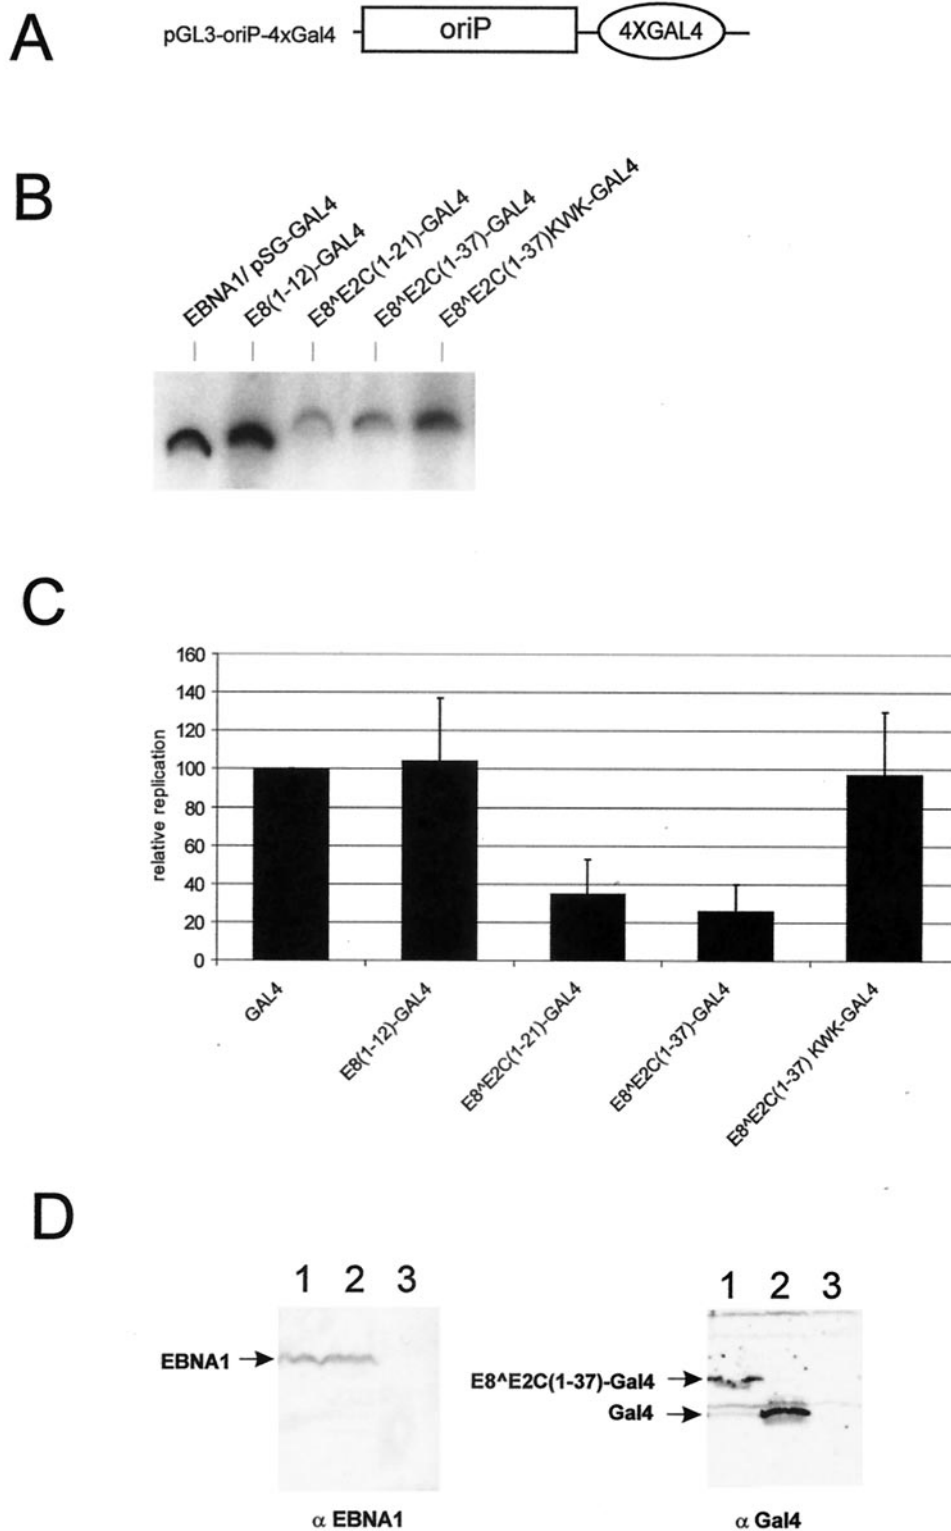 A
pGL3-oriP-4xGal4
oriP
4XGAL4
B
EBNA1/ pSG-GAL4
E8(1-12)-GAL4
E8^E2C(1-21)-GAL4
E8^E2C(1-37)-GAL4
E8^E2C(1-37)KWK-GAL4
C
relative replication
160
140
120
100
80
60
40
20
0
GAL4
E8(1-12)-GAL4
E8^E2C(1-21)-GAL4
E8^E2C(1-37)-GAL4
E8^E2C(1-37) KWK-GAL4
D
1 2 3
EBNA1
α EBNA1
1 2 3
E8^E2C(1-37)-Gal4
Gal4
α Gal4